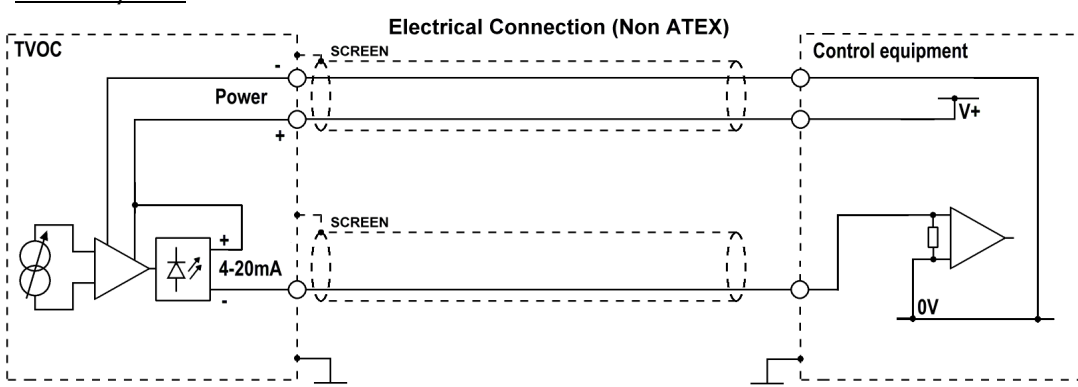 Electrical Connection (Non ATEX)
TVOC
SCREEN
Control equipment
-
Power
+
V+
SCREEN
+
4-20mA
-
0V